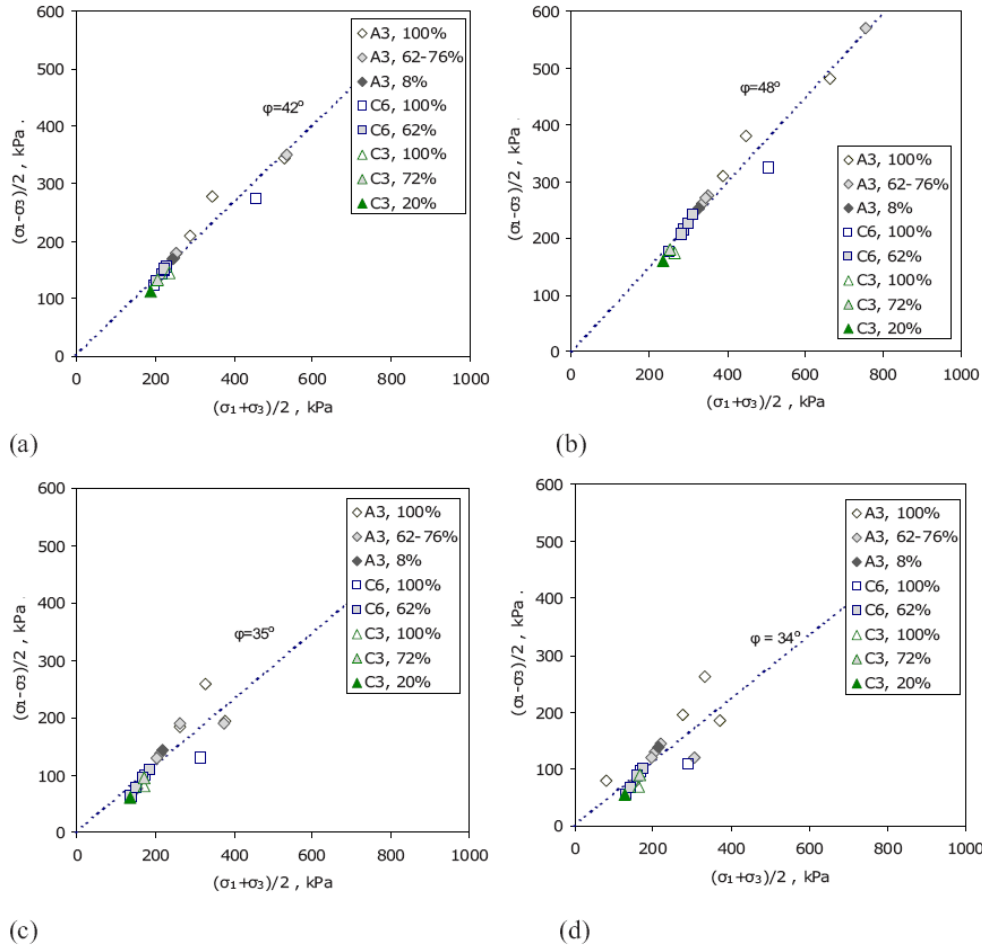 600
500
400
300
200
100
0
(σ₁-σ₃)/2 , kPa .
0 200 400 600 800 1000
(σ₁+σ₃)/2 , kPa
φ=42°
A3, 100%
A3, 62-76%
A3, 8%
C6, 100%
C6, 62%
C3, 100%
C3, 72%
C3, 20%
(a)
600
500
400
300
200
100
0
(σ₁-σ₃)/2 , kPa .
0 200 400 600 800 1000
(σ₁+σ₃)/2 , kPa
φ=48°
A3, 100%
A3, 62-76%
A3, 8%
C6, 100%
C6, 62%
C3, 100%
C3, 72%
C3, 20%
(b)
600
500
400
300
200
100
0
(σ₁-σ₃)/2 , kPa .
0 200 400 600 800 1000
(σ₁+σ₃)/2 , kPa
φ=35°
A3, 100%
A3, 62-76%
A3, 8%
C6, 100%
C6, 62%
C3, 100%
C3, 72%
C3, 20%
(c)
600
500
400
300
200
100
0
(σ₁-σ₃)/2 , kPa .
0 200 400 600 800 1000
(σ₁+σ₃)/2 , kPa
φ = 34°
A3, 100%
A3, 62-76%
A3, 8%
C6, 100%
C6, 62%
C3, 100%
C3, 72%
C3, 20%
(d)